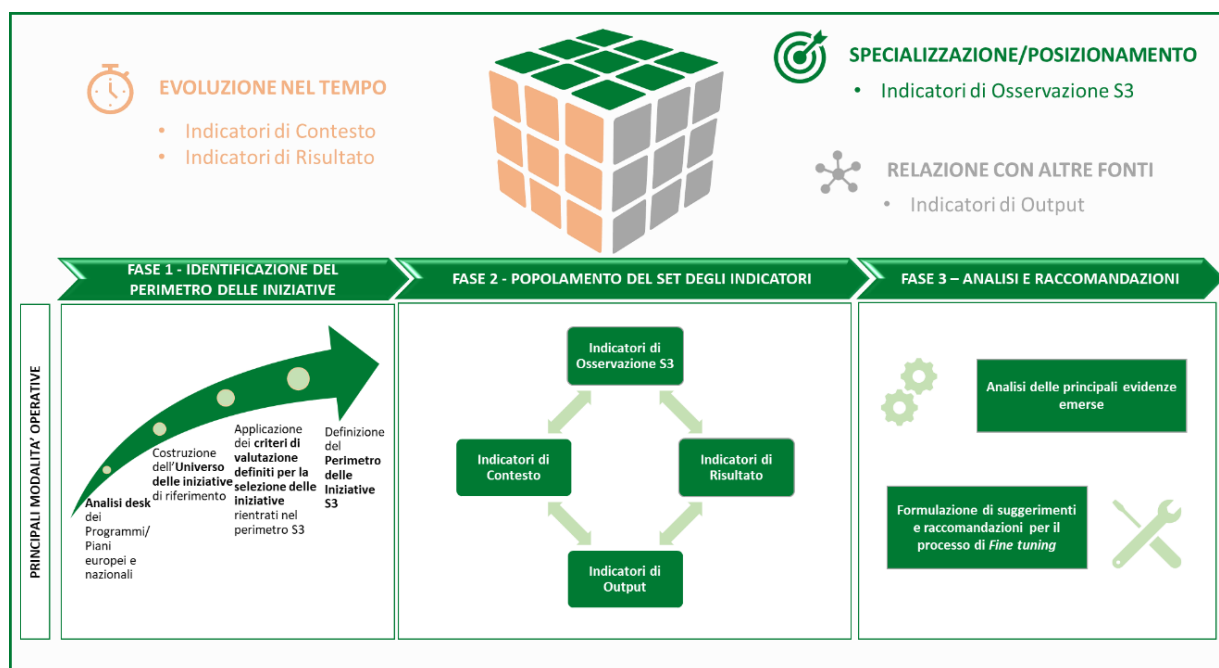 EVOLUZIONE NEL TEMPO
• Indicatori di Contesto
• Indicatori di Risultato
SPECIALIZZAZIONE/POSIZIONAMENTO
• Indicatori di Osservazione S3
RELAZIONE CON ALTRE FONTI
• Indicatori di Output
FASE 1 - IDENTIFICAZIONE DEL
PERIMETRO DELLE INIZIATIVE
FASE 2 - POPOLAMENTO DEL SET DEGLI INDICATORI
FASE 3 – ANALISI E RACCOMANDAZIONI
PRINCIPALI MODALITA' OPERATIVE
Analisi desk
dei
Programmi/
Piani
europei e
nazionali
Costruzione
dell'Universo
delle iniziative
di riferimento
Applicazione
dei criteri di
valutazione
definiti per la
selezione delle
iniziative
rientrati nel
perimetro S3
Definizione
del
Perimetro
delle
Iniziative S3
Indicatori di
Osservazione S3
Indicatori di
Contesto
Indicatori di
Risultato
Indicatori di
Output
Analisi delle principali evidenze
emerse
Formulazione di suggerimenti
e raccomandazioni per il
processo di Fine tuning